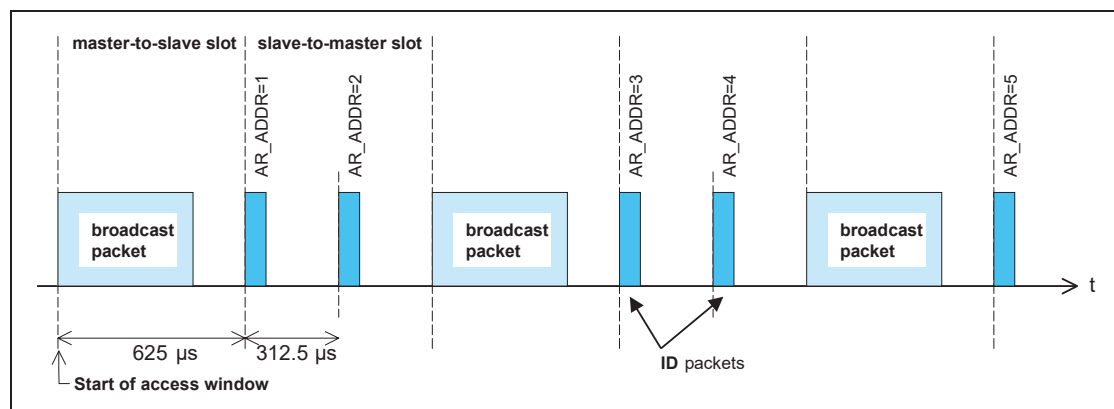 master-to-slave slot
slave-to-master slot
AR_ADDR=1
AR_ADDR=2
AR_ADDR=3
AR_ADDR=4
AR_ADDR=5
broadcast
packet
broadcast
packet
broadcast
packet
t
625 µs
312.5 µs
ID packets
Start of access window